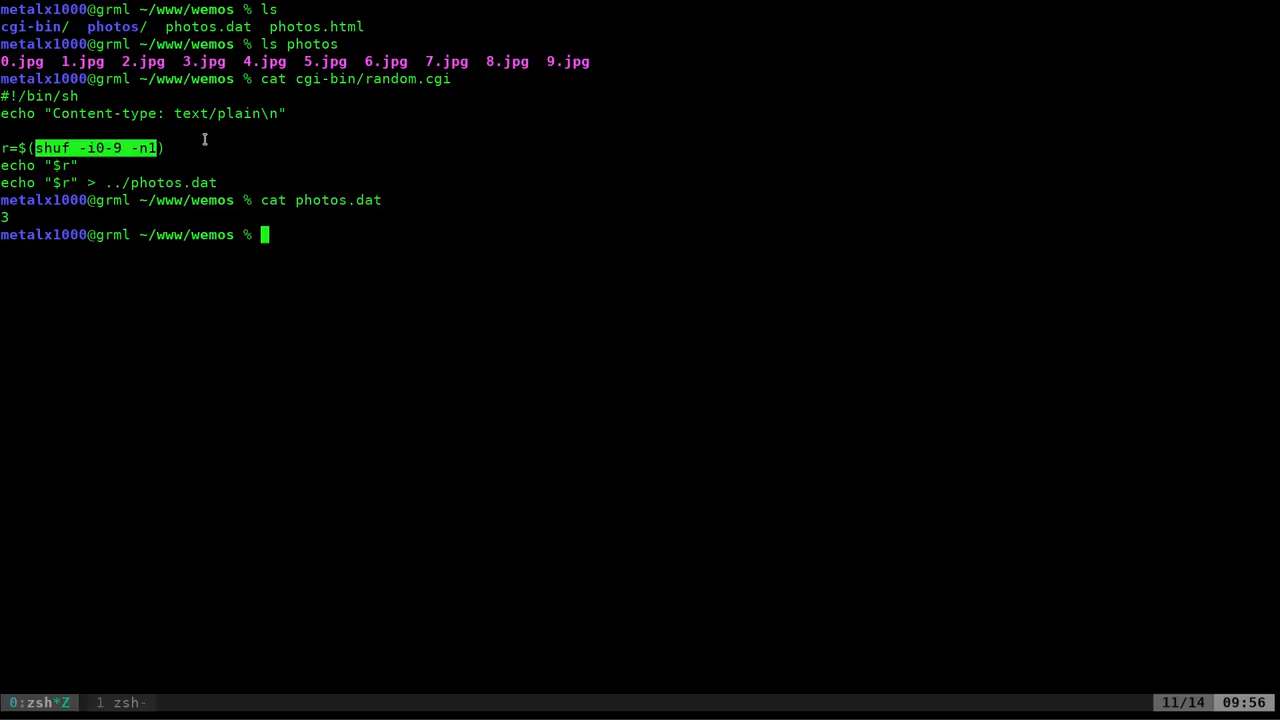 metalx1000@grml ~/www/wemos % ls
cgi-bin/  photos/  photos.dat  photos.html
metalx1000@grml ~/www/wemos % ls photos
0.jpg  1.jpg  2.jpg  3.jpg  4.jpg  5.jpg  6.jpg  7.jpg  8.jpg  9.jpg
metalx1000@grml ~/www/wemos % cat cgi-bin/random.cgi
#!/bin/sh
echo "Content-type: text/plain\n"
r=$(shuf -i0-9 -n1)
echo "$r"
echo "$r" > ../photos.dat
metalx1000@grml ~/www/wemos % cat photos.dat
3
metalx1000@grml ~/www/wemos %
0:zsh*Z  1 zsh-  11/14  09:56